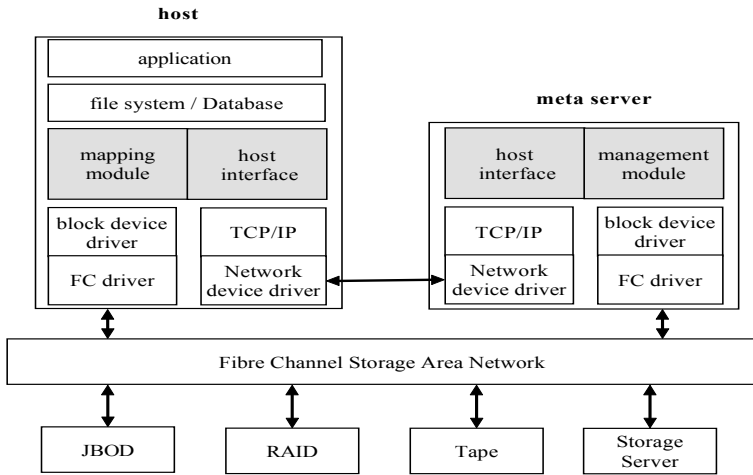 host
application
file system / Database
mapping
module
host
interface
block device
driver
FC driver
TCP/IP
Network
device driver
meta server
host
interface
management
module
TCP/IP
Network
device driver
block device
driver
FC driver
Fibre Channel Storage Area Network
JBOD
RAID
Tape
Storage
Server